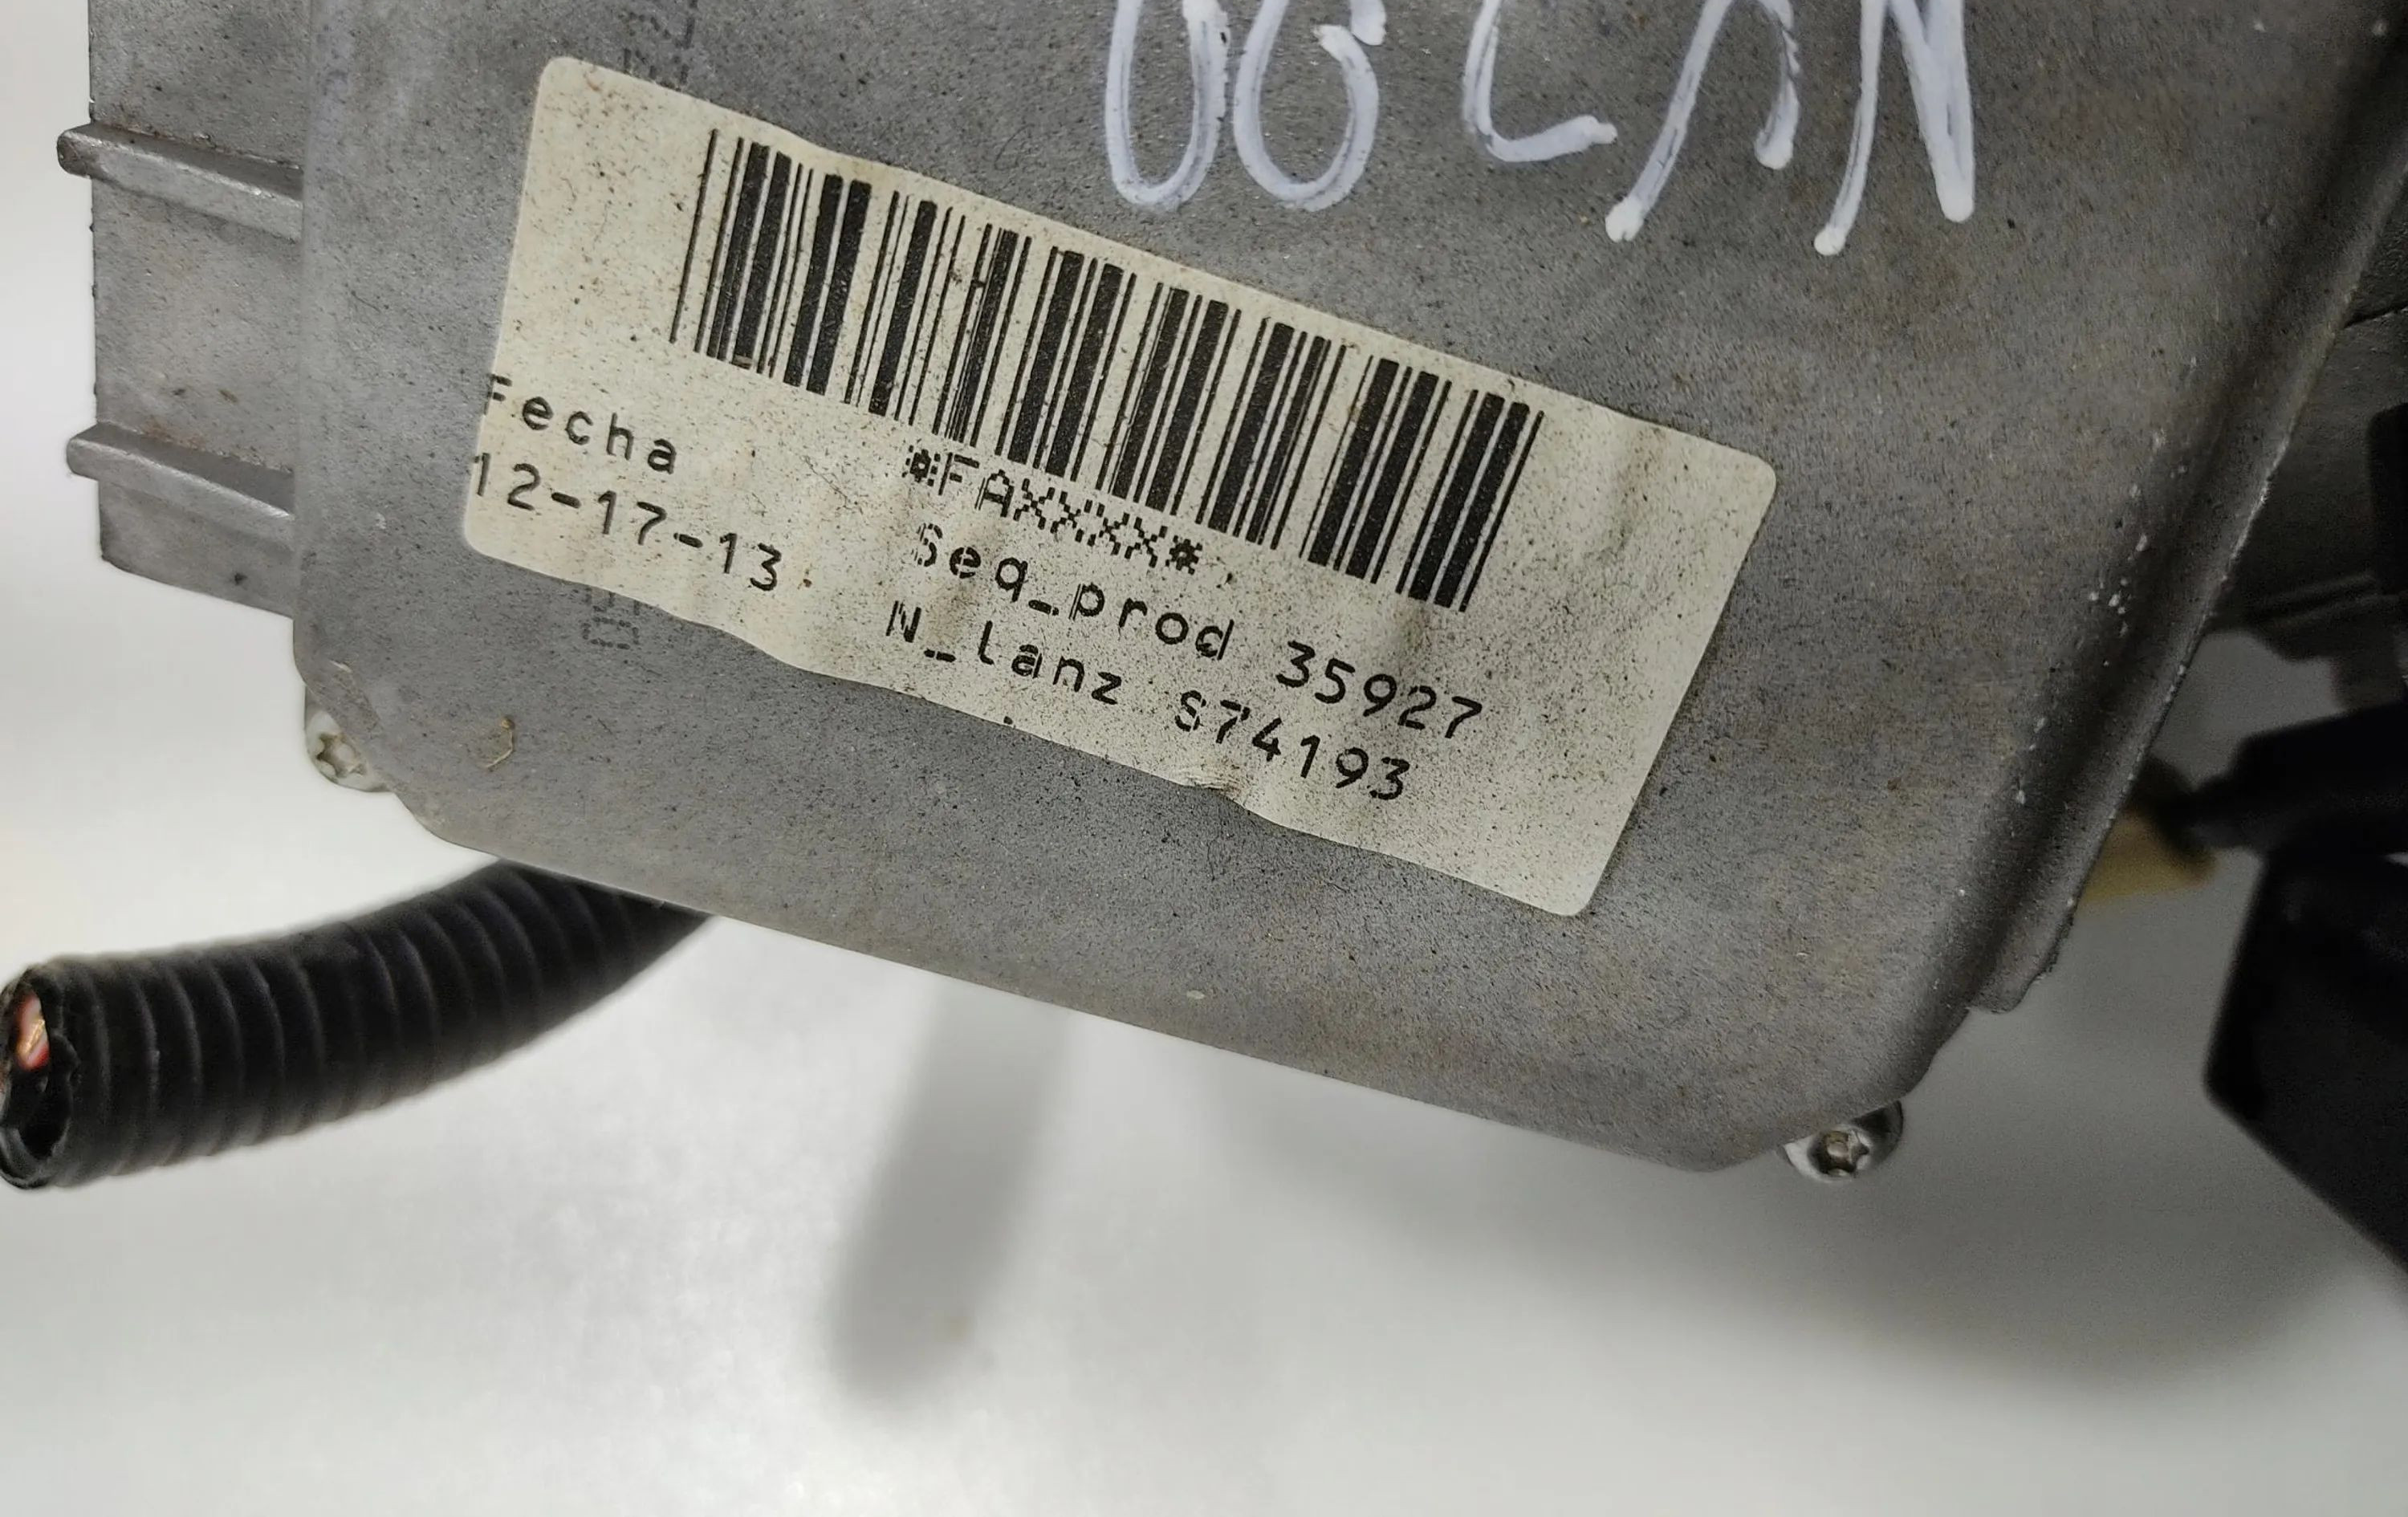 Fecha
12-17-13
*FAXXXX*
Seq_prod 35927
N_lanz S74193